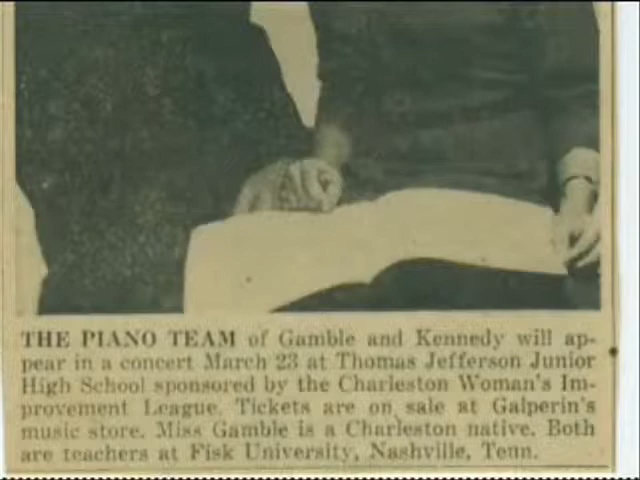 THE PIANO TEAM of Gamble and Kennedy will ap-
pear in a concert March 23 at Thomas Jefferson Junior
High School sponsored by the Charleston Woman's Im-
provement League. Tickets are on sale at Galperin's
music store. Miss Gamble is a Charleston native. Both
are teachers at Fisk University, Nashville, Tenn.